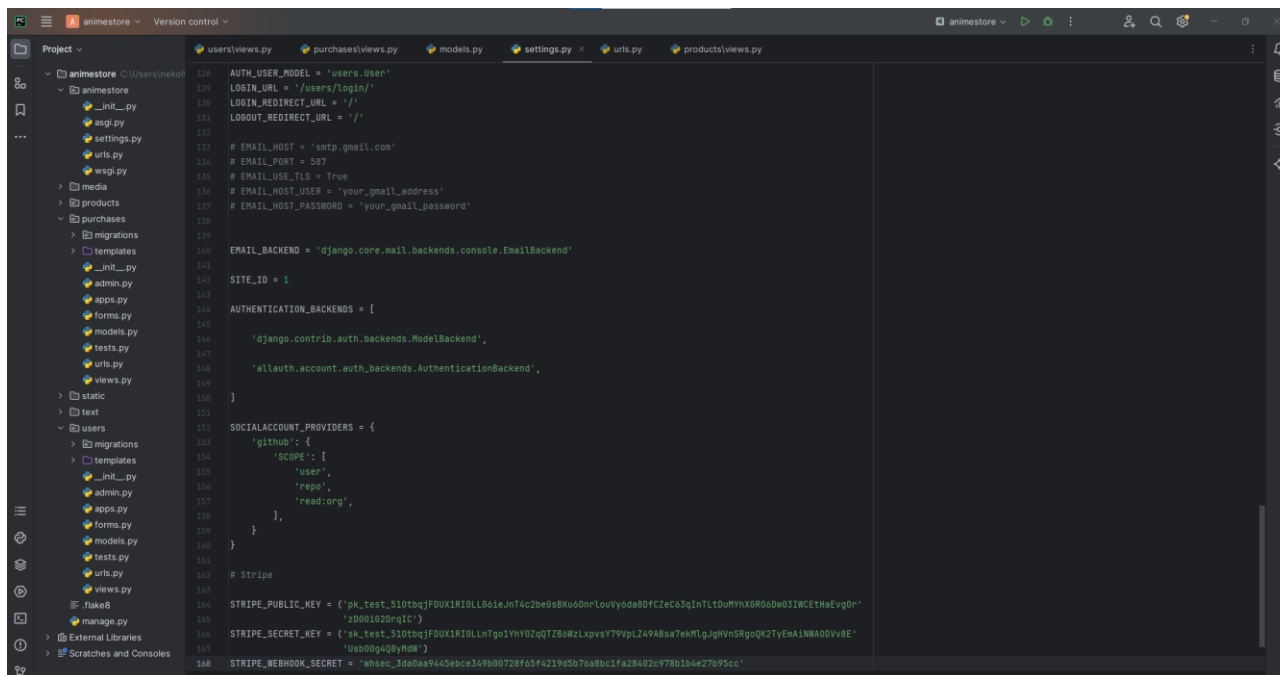 animestore
Version control
animestore
Project
users\views.py
purchases\views.py
models.py
settings.py
urls.py
products\views.py
animestore
animestore
__init__.py
asgi.py
settings.py
urls.py
wsgi.py
media
products
purchases
migrations
templates
__init__.py
admin.py
apps.py
forms.py
models.py
tests.py
urls.py
views.py
static
text
users
migrations
templates
__init__.py
admin.py
apps.py
forms.py
models.py
tests.py
urls.py
views.py
.flake8
manage.py
External Libraries
Scratches and Consoles
128 AUTH_USER_MODEL = 'users.User'
129 LOGIN_URL = '/users/login/'
130 LOGIN_REDIRECT_URL = '/'
131 LOGOUT_REDIRECT_URL = '/'
132
133 # EMAIL_HOST = 'smtp.gmail.com'
134 # EMAIL_PORT = 587
135 # EMAIL_USE_TLS = True
136 # EMAIL_HOST_USER = 'your_gmail_address'
137 # EMAIL_HOST_PASSWORD = 'your_gmail_password'
138
139
140 EMAIL_BACKEND = 'django.core.mail.backends.console.EmailBackend'
141
142 SITE_ID = 1
143
144 AUTHENTICATION_BACKENDS = [
145
146 'django.contrib.auth.backends.ModelBackend',
147
148 'allauth.account.auth_backends.AuthenticationBackend',
149
150 ]
151
152 SOCIALACCOUNT_PROVIDERS = {
153 'github': {
154 'SCOPE': [
155 'user',
156 'repo',
157 'read:org',
158 ],
159 }
160 }
161
162 # Stripe
163
164 STRIPE_PUBLIC_KEY =
165
166 STRIPE_SECRET_KEY =
167
168 STRIPE_WEBHOOK_SECRET =